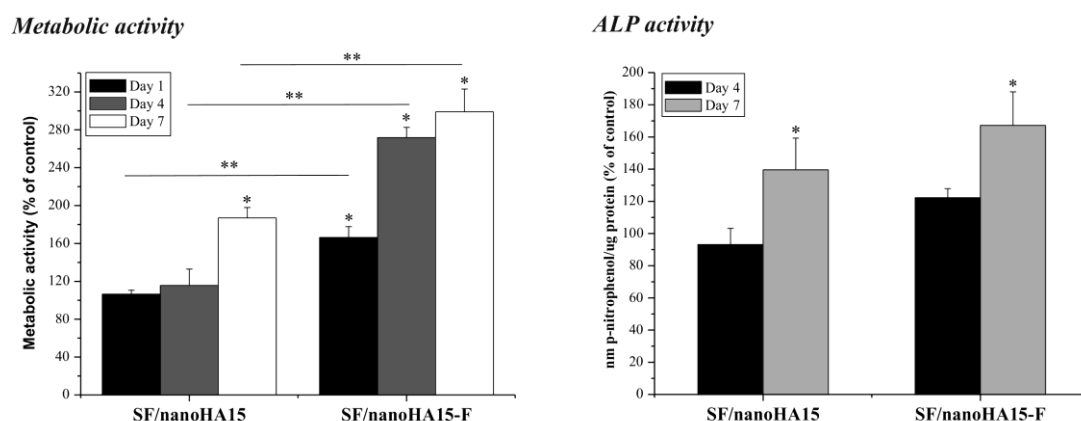 Metabolic activity
Metabolic activity (% of control)
320
280
240
200
160
120
80
40
0
Day 1
Day 4
Day 7
**
**
**
*
*
*
*
SF/nanoHA15
SF/nanoHA15-F
ALP activity
nm p-nitrophenol/ug protein (% of control)
200
180
160
140
120
100
80
60
40
20
0
Day 4
Day 7
*
*
SF/nanoHA15
SF/nanoHA15-F